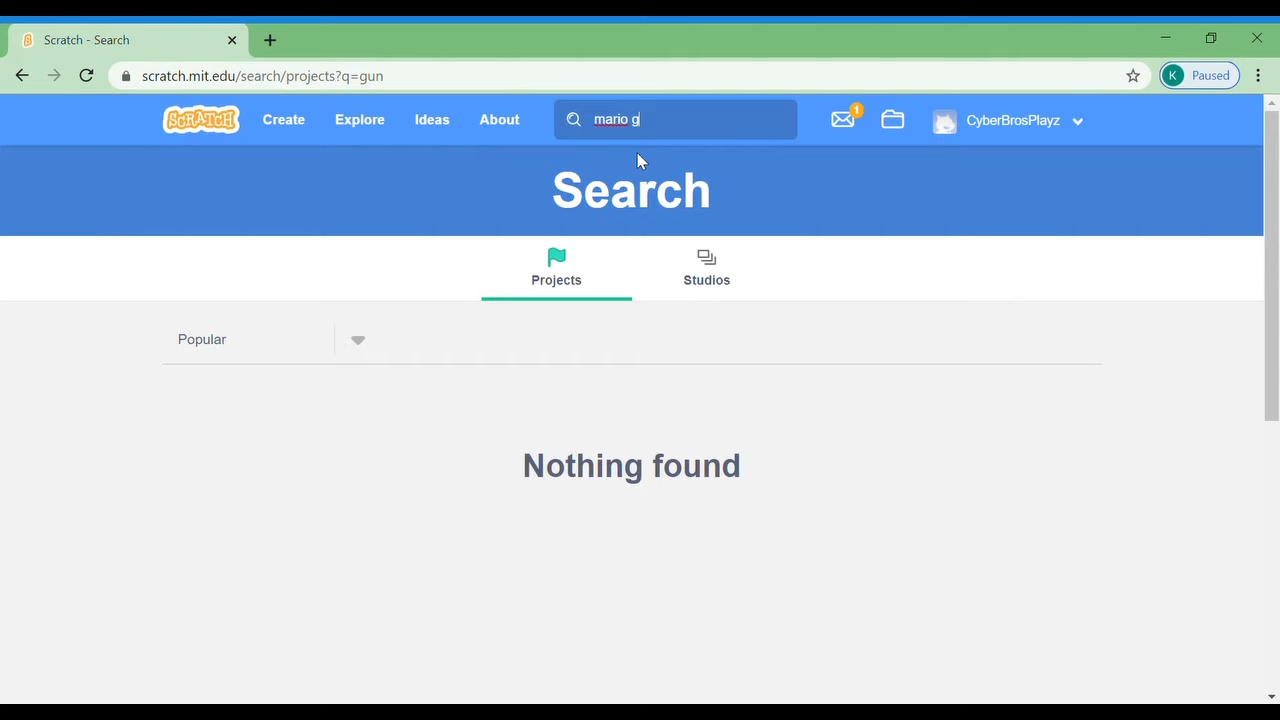 Scratch - Search
scratch.mit.edu/search/projects?q=gun
K Paused
SCRATCH Create Explore Ideas About mario g 1 CyberBrosPlayz
Search
Projects Studios
Popular
Nothing found